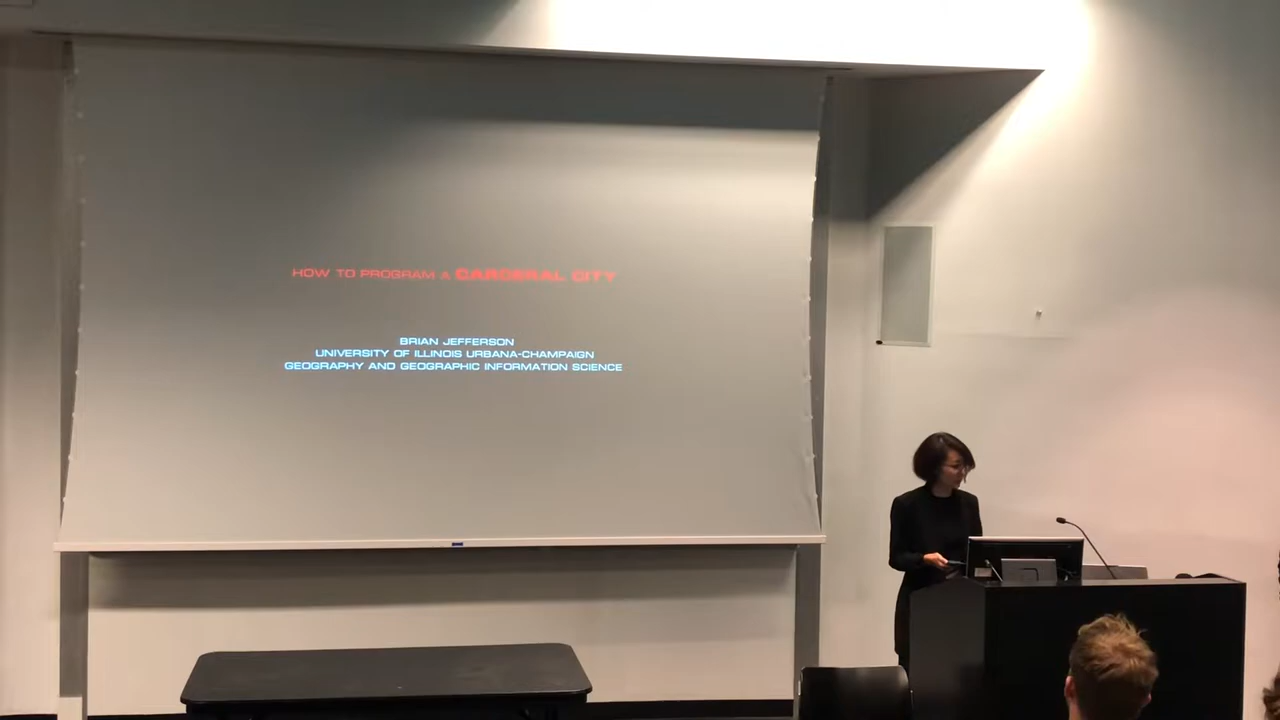 HOW TO PROGRAM A CARCERAL CITY
BRIAN JEFFERSON
UNIVERSITY OF ILLINOIS URBANA-CHAMPAIGN
GEOGRAPHY AND GEOGRAPHIC INFORMATION SCIENCE